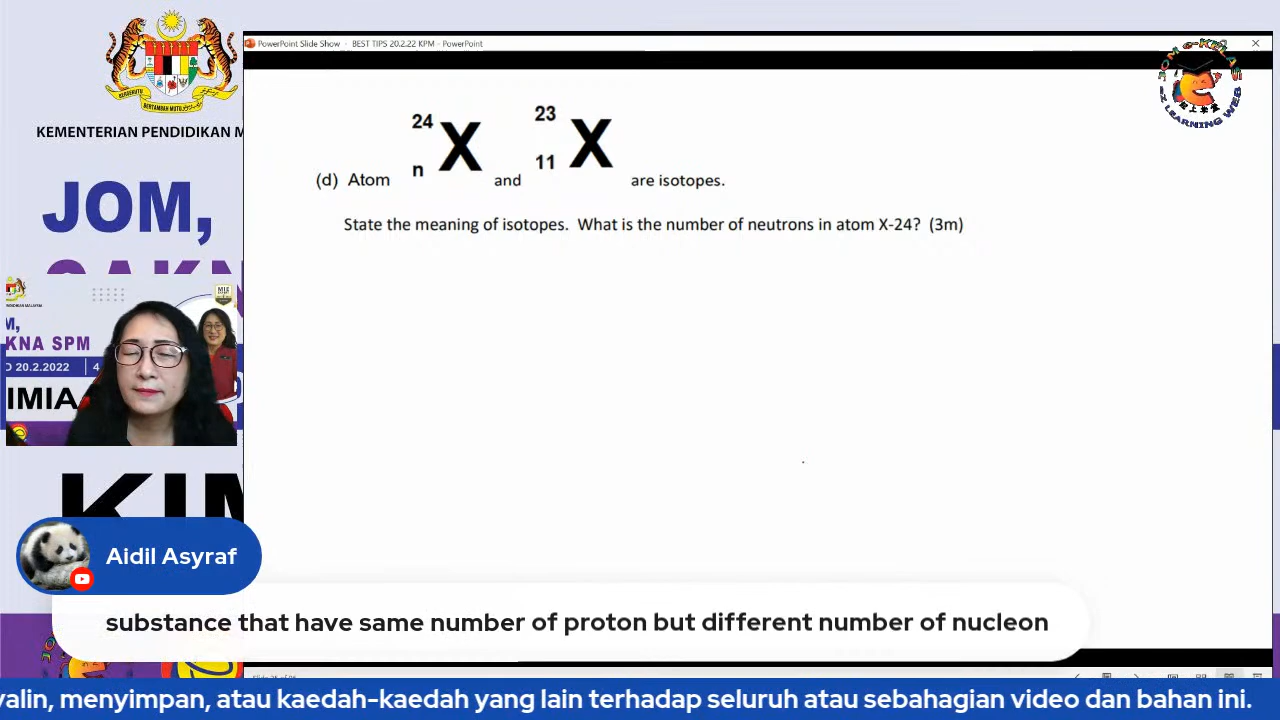 PowerPoint Slide Show - BEST TIPS 20.2.22 KPM - PowerPoint
KEMENTERIAN PENDIDIKAN M
JOM,
24
n
X
and
23
11
X
(d) Atom
are isotopes.
State the meaning of isotopes. What is the number of neutrons in atom X-24? (3m)
M,
KNA SPM
D 20.2.2022 | 4
IMIA
KIM
Aidil Asyraf
substance that have same number of proton but different number of nucleon
yalin, menyimpan, atau kaedah-kaedah yang lain terhadap seluruh atau sebahagian video dan bahan ini.